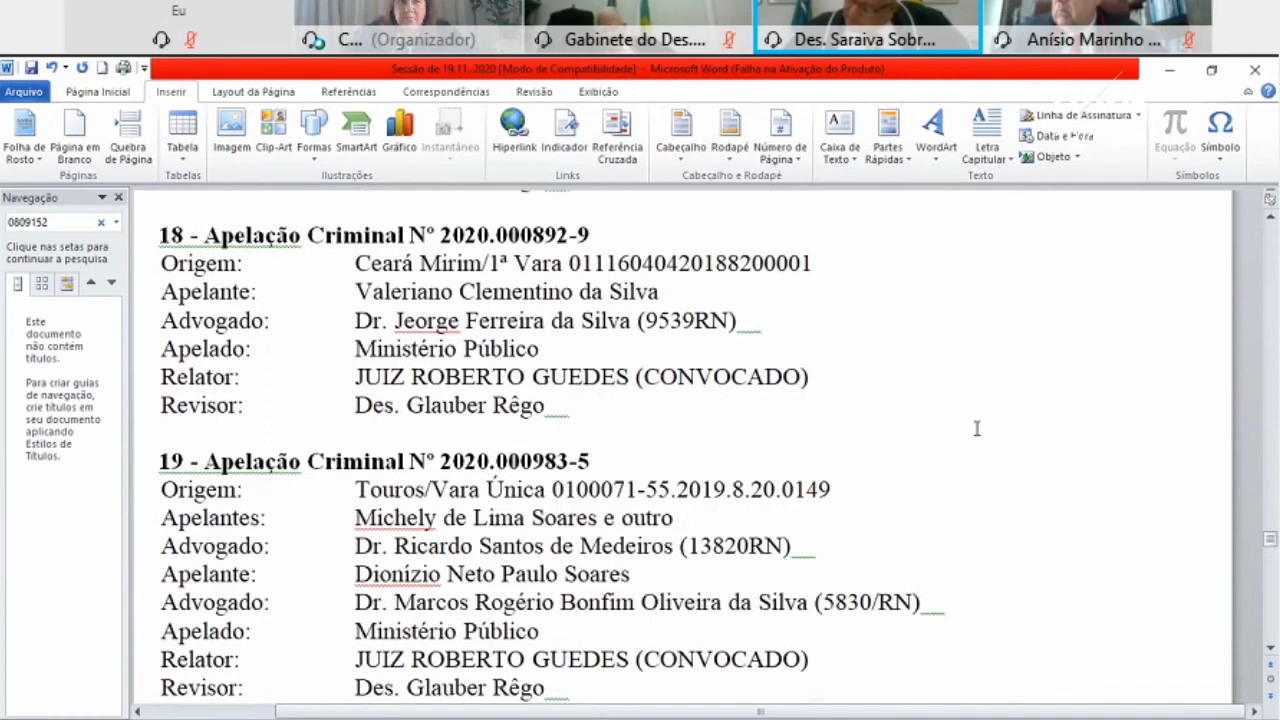 Eu
C... (Organizador)
Gabinete do Des....
Des. Saraiva Sobr...
Anísio Marinho ...
Sessão de 19.11..2020 [Modo de Compatibilidade] - Microsoft Word (Falha na Ativação do Produto)
Arquivo Página Inicial Inserir Layout da Página Referências Correspondências Revisão Exibição
Folha de Rosto
Página em Branco
Quebra de Página
Tabela
Imagem
Clip-Art
Formas
SmartArt
Gráfico
Instantâneo
Hiperlink
Indicador
Referência Cruzada
Cabeçalho
Rodapé
Número de Página
Caixa de Texto
Partes Rápidas
WordArt
Letra Capitular
Linha de Assinatura
Data e Hora
Objeto
Equação
Símbolo
Páginas Tabelas Ilustrações Links Cabeçalho e Rodapé Texto Símbolos
Navegação
0809152
Clique nas setas para
continuar a pesquisa
Este
documento
não contém
títulos.
Para criar guias
de navegação,
crie títulos em
seu documento
aplicando
Estilos de
Títulos.
18 - Apelação Criminal Nº 2020.000892-9
Origem: Ceará Mirim/1ª Vara 01116040420188200001
Apelante: Valeriano Clementino da Silva
Advogado: Dr. Jeorge Ferreira da Silva (9539RN)
Apelado: Ministério Público
Relator: JUIZ ROBERTO GUEDES (CONVOCADO)
Revisor: Des. Glauber Rêgo
19 - Apelação Criminal Nº 2020.000983-5
Origem: Touros/Vara Única 0100071-55.2019.8.20.0149
Apelantes: Michely de Lima Soares e outro
Advogado: Dr. Ricardo Santos de Medeiros (13820RN)
Apelante: Dionízio Neto Paulo Soares
Advogado: Dr. Marcos Rogério Bonfim Oliveira da Silva (5830/RN)
Apelado: Ministério Público
Relator: JUIZ ROBERTO GUEDES (CONVOCADO)
Revisor: Des. Glauber Rêgo